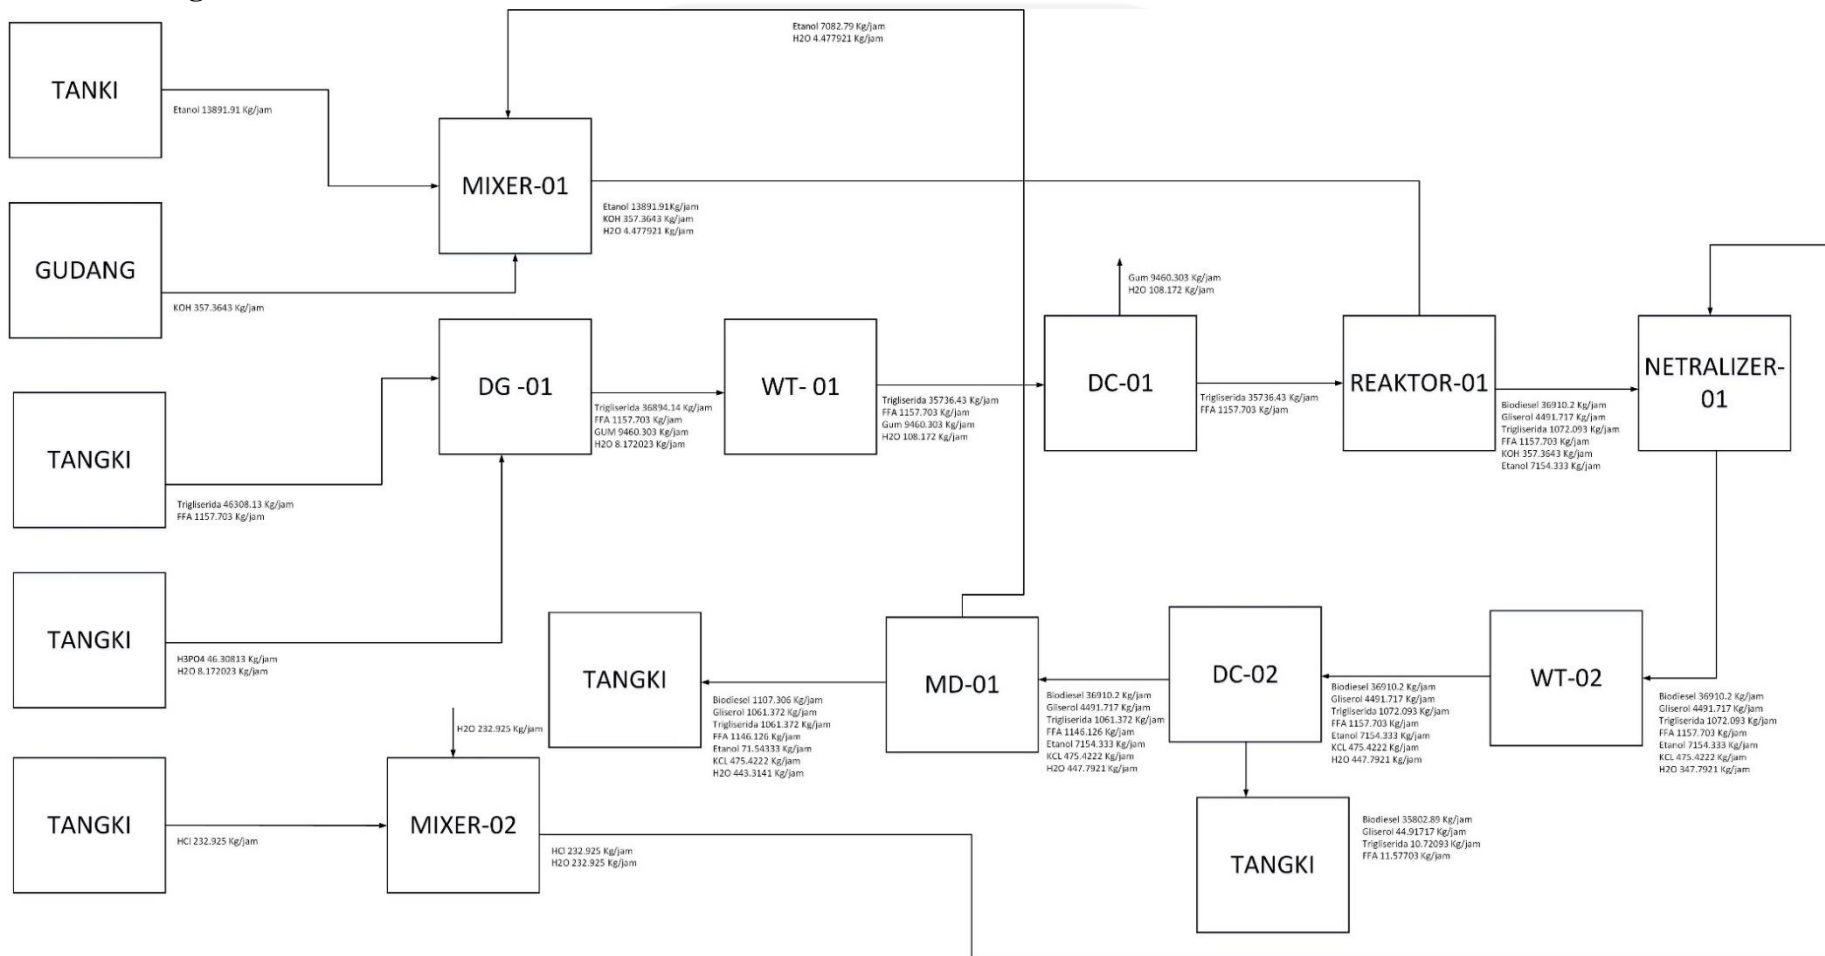 Etanol 7082.79 Kg/jam
H2O 4.477921 Kg/jam
TANKI
Etanol 13891.91 Kg/jam
MIXER-01
Etanol 13891.91Kg/jam
KOH 357.3643 Kg/jam
H2O 4.477921 Kg/jam
GUDANG
KOH 357.3643 Kg/jam
Gum 9460.303 Kg/jam
H2O 108.172 Kg/jam
DG -01
Trigliserida 36894.14 Kg/jam
FFA 1157.703 Kg/jam
GUM 9460.303 Kg/jam
H2O 8.172023 Kg/jam
WT- 01
Trigliserida 35736.43 Kg/jam
FFA 1157.703 Kg/jam
Gum 9460.303 Kg/jam
H2O 108.172 Kg/jam
DC-01
Trigliserida 35736.43 Kg/jam
FFA 1157.703 Kg/jam
REAKTOR-01
Biodiesel 36910.2 Kg/jam
Gliserol 4491.717 Kg/jam
Trigliserida 1072.093 Kg/jam
FFA 1157.703 Kg/jam
KOH 357.3643 Kg/jam
Etanol 7154.333 Kg/jam
NETRALIZER-
01
TANGKI
Trigliserida 46308.13 Kg/jam
FFA 1157.703 Kg/jam
TANGKI
H3PO4 46.30813 Kg/jam
H2O 8.172023 Kg/jam
TANGKI
Biodiesel 1107.306 Kg/jam
Gliserol 1061.372 Kg/jam
Trigliserida 1061.372 Kg/jam
FFA 1146.126 Kg/jam
Etanol 71.54333 Kg/jam
KCL 475.4222 Kg/jam
H2O 443.3141 Kg/jam
MD-01
Biodiesel 36910.2 Kg/jam
Gliserol 4491.717 Kg/jam
Trigliserida 1061.372 Kg/jam
FFA 1146.126 Kg/jam
Etanol 7154.333 Kg/jam
KCL 475.4222 Kg/jam
H2O 447.7921 Kg/jam
DC-02
Biodiesel 36910.2 Kg/jam
Gliserol 4491.717 Kg/jam
Trigliserida 1072.093 Kg/jam
FFA 1157.703 Kg/jam
Etanol 7154.333 Kg/jam
KCL 475.4222 Kg/jam
H2O 447.7921 Kg/jam
WT-02
Biodiesel 36910.2 Kg/jam
Gliserol 4491.717 Kg/jam
Trigliserida 1072.093 Kg/jam
FFA 1157.703 Kg/jam
Etanol 7154.333 Kg/jam
KCL 475.4222 Kg/jam
H2O 347.7921 Kg/jam
H2O 232.925 Kg/jam
TANGKI
HCl 232.925 Kg/jam
MIXER-02
HCl 232.925 Kg/jam
H2O 232.925 Kg/jam
TANGKI
Biodiesel 35802.89 Kg/jam
Gliserol 44.91717 Kg/jam
Trigliserida 10.72093 Kg/jam
FFA 11.57703 Kg/jam